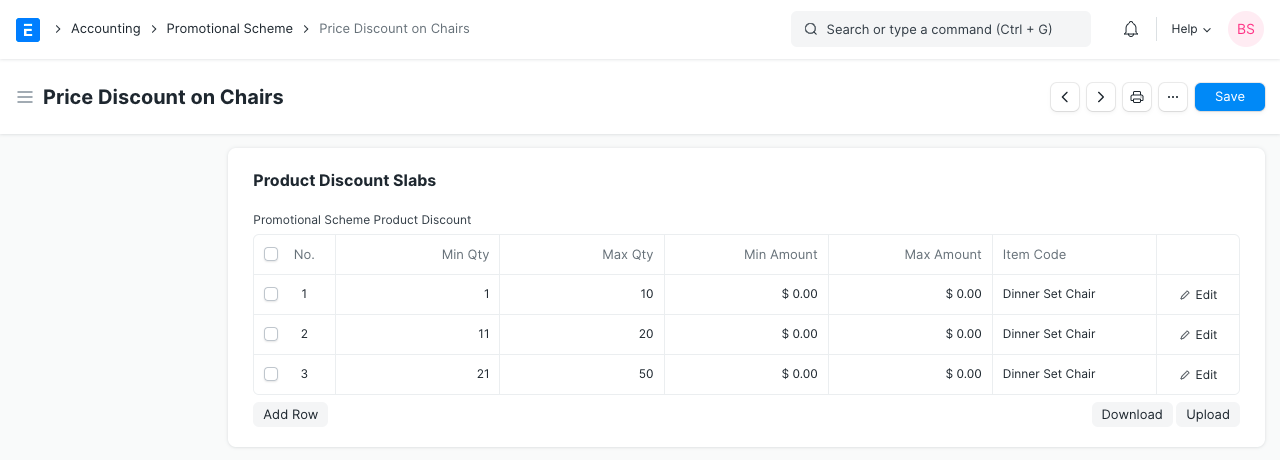 E Accounting Promotional Scheme Price Discount on Chairs Search or type a command (Ctrl + G) Help BS
Price Discount on Chairs ... Save
Product Discount Slabs
Promotional Scheme Product Discount
No. Min Qty Max Qty Min Amount Max Amount Item Code
1 1 10 $ 0.00 $ 0.00 Dinner Set Chair Edit
2 11 20 $ 0.00 $ 0.00 Dinner Set Chair Edit
3 21 50 $ 0.00 $ 0.00 Dinner Set Chair Edit
Add Row Download Upload